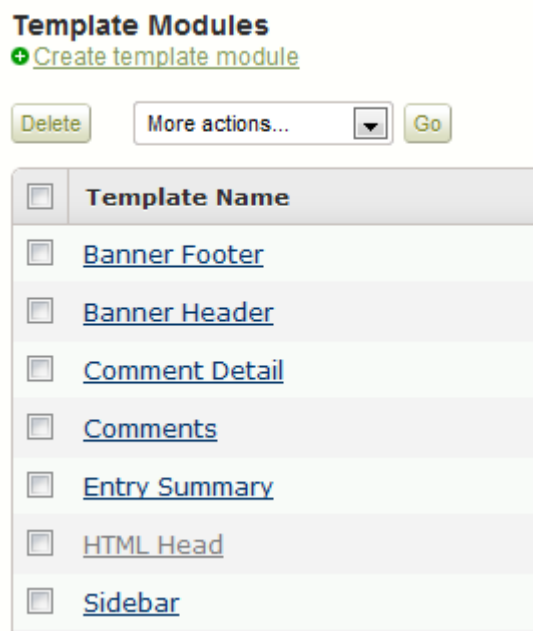 Template Modules
Create template module
Delete More actions... Go
Template Name
Banner Footer
Banner Header
Comment Detail
Comments
Entry Summary
HTML Head
Sidebar